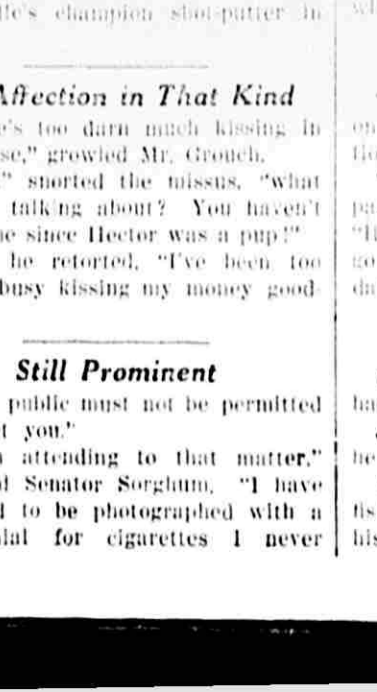 lle's champion shot-putter in
Affection in That Kind
e's too darn much kissing in
se," growled Mr. Grouch.
" snorted the missus, "what
talking about? You haven't
ne since Hector was a pup!"
he retorted, "I've been too
busy kissing my money good-
Still Prominent
public must not be permitted
t you."
attending to that matter,"
d Senator Sorghum. "I have
d to be photographed with a
nial for cigarettes I never